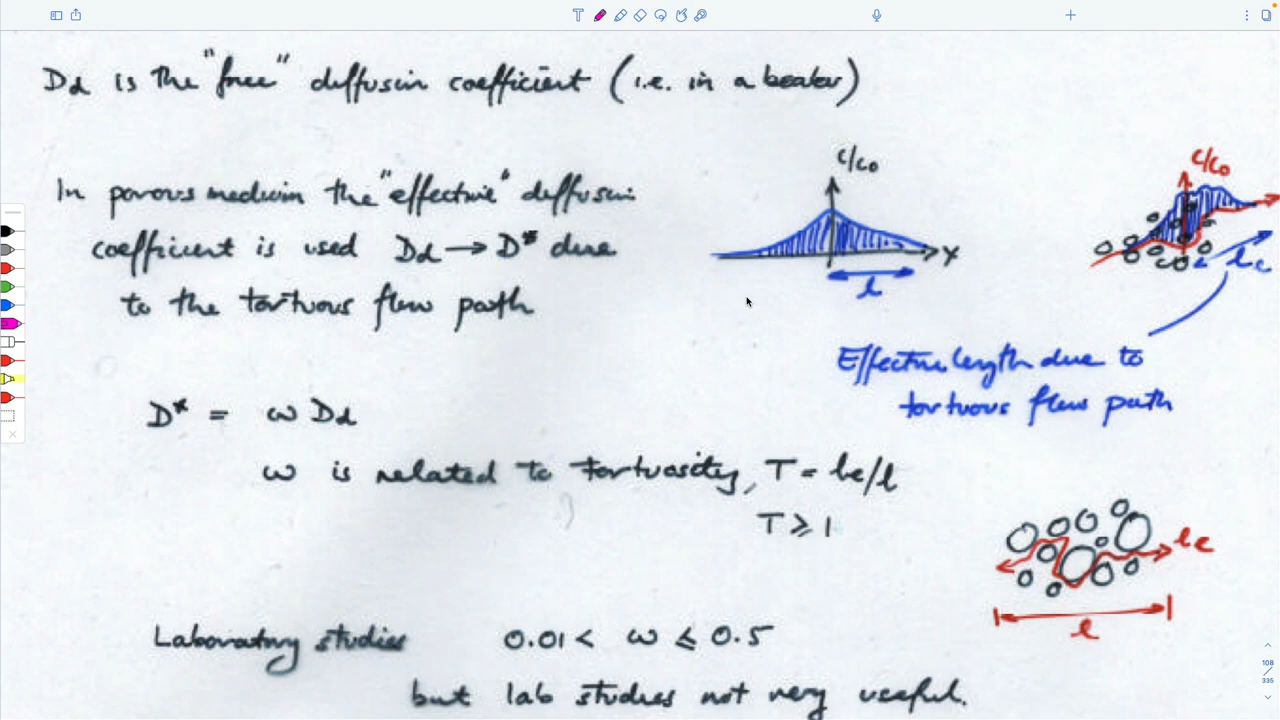 Dd is the "free" diffusion coefficient (i.e. in a beaker)
In porous medium the "effective" diffusion
coefficient is used Dd → D* due
to the tortuous flow path
c/c₀
x
l
c/c₀
le
Effective length due to
tortuous flow path
D* = ω Dd
ω is related to tortuosity, T = le/l
T ⩾ 1
le
l
Laboratory studies 0.01 < ω ⩽ 0.5
but lab studies not very useful.
108
335